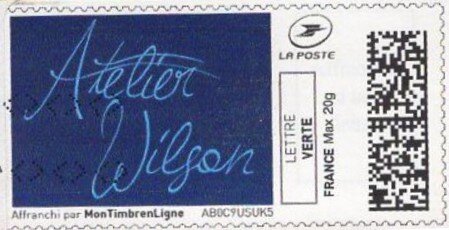 Atelier
Wilson
LA POSTE
LETTRE
VERTE
FRANCE Max 20g
Affranchi par MonTimbrenLigne AB0C9USUK5